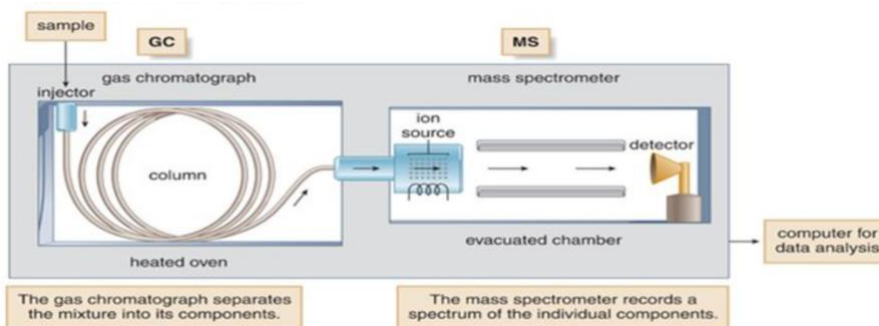 sample
GC
MS
gas chromatograph
mass spectrometer
injector
ion
source
detector
column
heated oven
evacuated chamber
computer for
data analysis
The gas chromatograph separates
the mixture into its components.
The mass spectrometer records a
spectrum of the individual components.